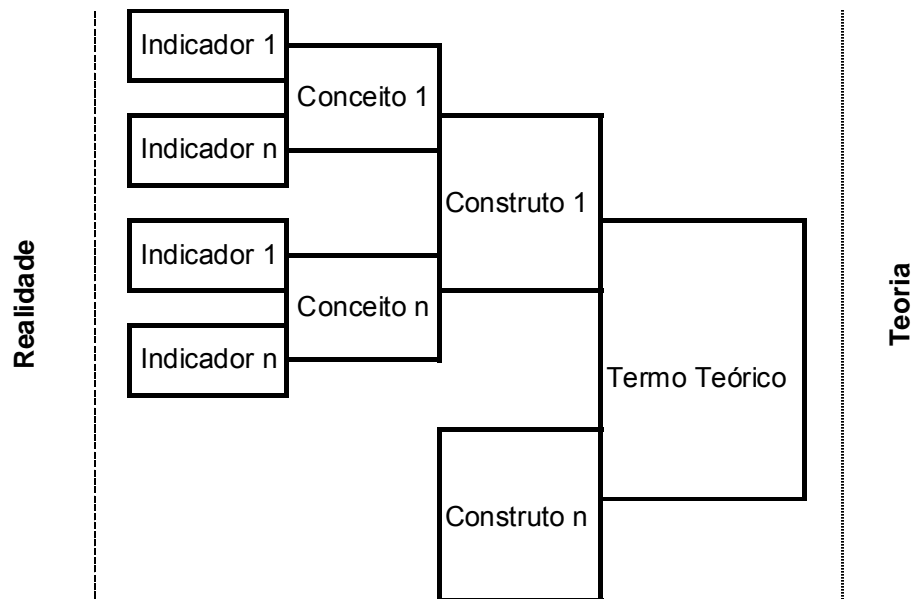 Realidade
Indicador 1
Conceito 1
Indicador n
Construto 1
Indicador 1
Conceito n
Indicador n
Termo Teórico
Construto n
Teoria